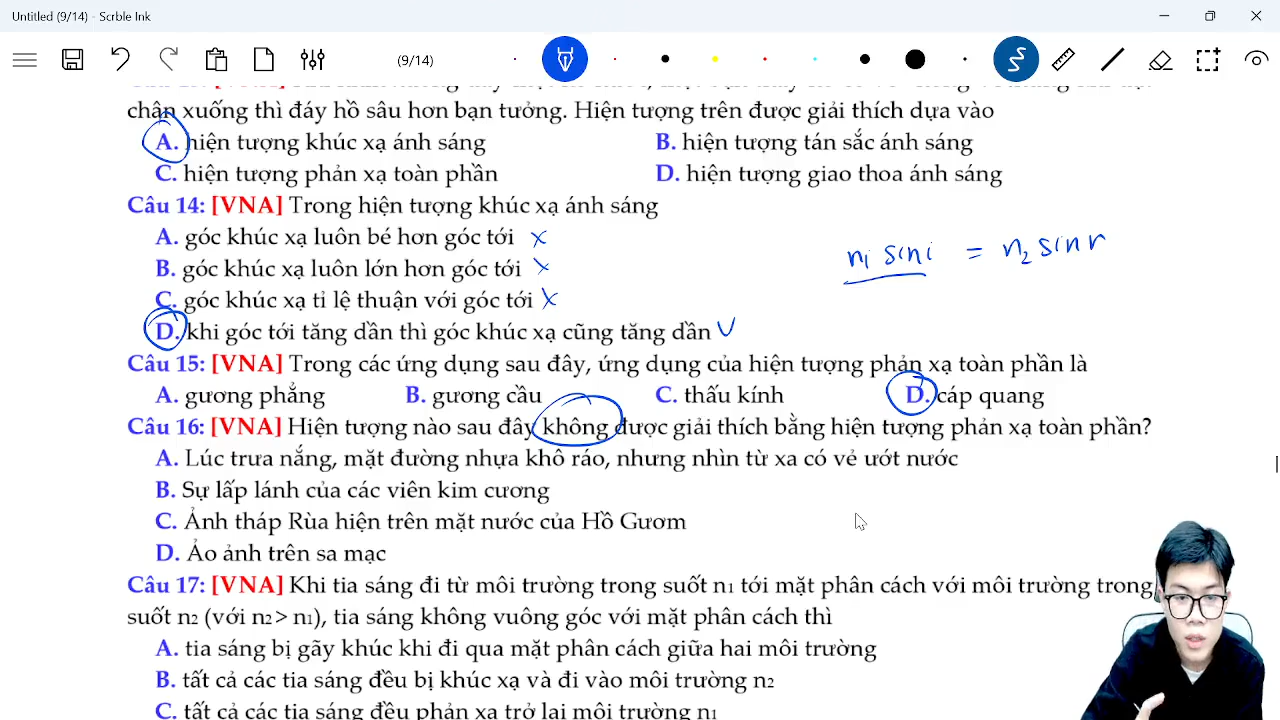 Untitled (9/14) - Scrble Ink
(9/14)
chân xuống thì đáy hồ sâu hơn bạn tưởng. Hiện tượng trên được giải thích dựa vào
A. hiện tượng khúc xạ ánh sáng B. hiện tượng tán sắc ánh sáng
C. hiện tượng phản xạ toàn phần D. hiện tượng giao thoa ánh sáng
Câu 14: [VNA] Trong hiện tượng khúc xạ ánh sáng
A. góc khúc xạ luôn bé hơn góc tới x
B. góc khúc xạ luôn lớn hơn góc tới x
n₁ sini = n₂ sinr
C. góc khúc xạ tỉ lệ thuận với góc tới x
D. khi góc tới tăng dần thì góc khúc xạ cũng tăng dần v
Câu 15: [VNA] Trong các ứng dụng sau đây, ứng dụng của hiện tượng phản xạ toàn phần là
A. gương phẳng B. gương cầu C. thấu kính D. cáp quang
Câu 16: [VNA] Hiện tượng nào sau đây không được giải thích bằng hiện tượng phản xạ toàn phần?
A. Lúc trưa nắng, mặt đường nhựa khô ráo, nhưng nhìn từ xa có vẻ ướt nước
B. Sự lấp lánh của các viên kim cương
C. Ảnh tháp Rùa hiện trên mặt nước của Hồ Gươm
D. Ảo ảnh trên sa mạc
Câu 17: [VNA] Khi tia sáng đi từ môi trường trong suốt n₁ tới mặt phân cách với môi trường trong
suốt n₂ (với n₂ > n₁), tia sáng không vuông góc với mặt phân cách thì
A. tia sáng bị gãy khúc khi đi qua mặt phân cách giữa hai môi trường
B. tất cả các tia sáng đều bị khúc xạ và đi vào môi trường n₂
C. tất cả các tia sáng đều phản xạ trở lại môi trường n₁